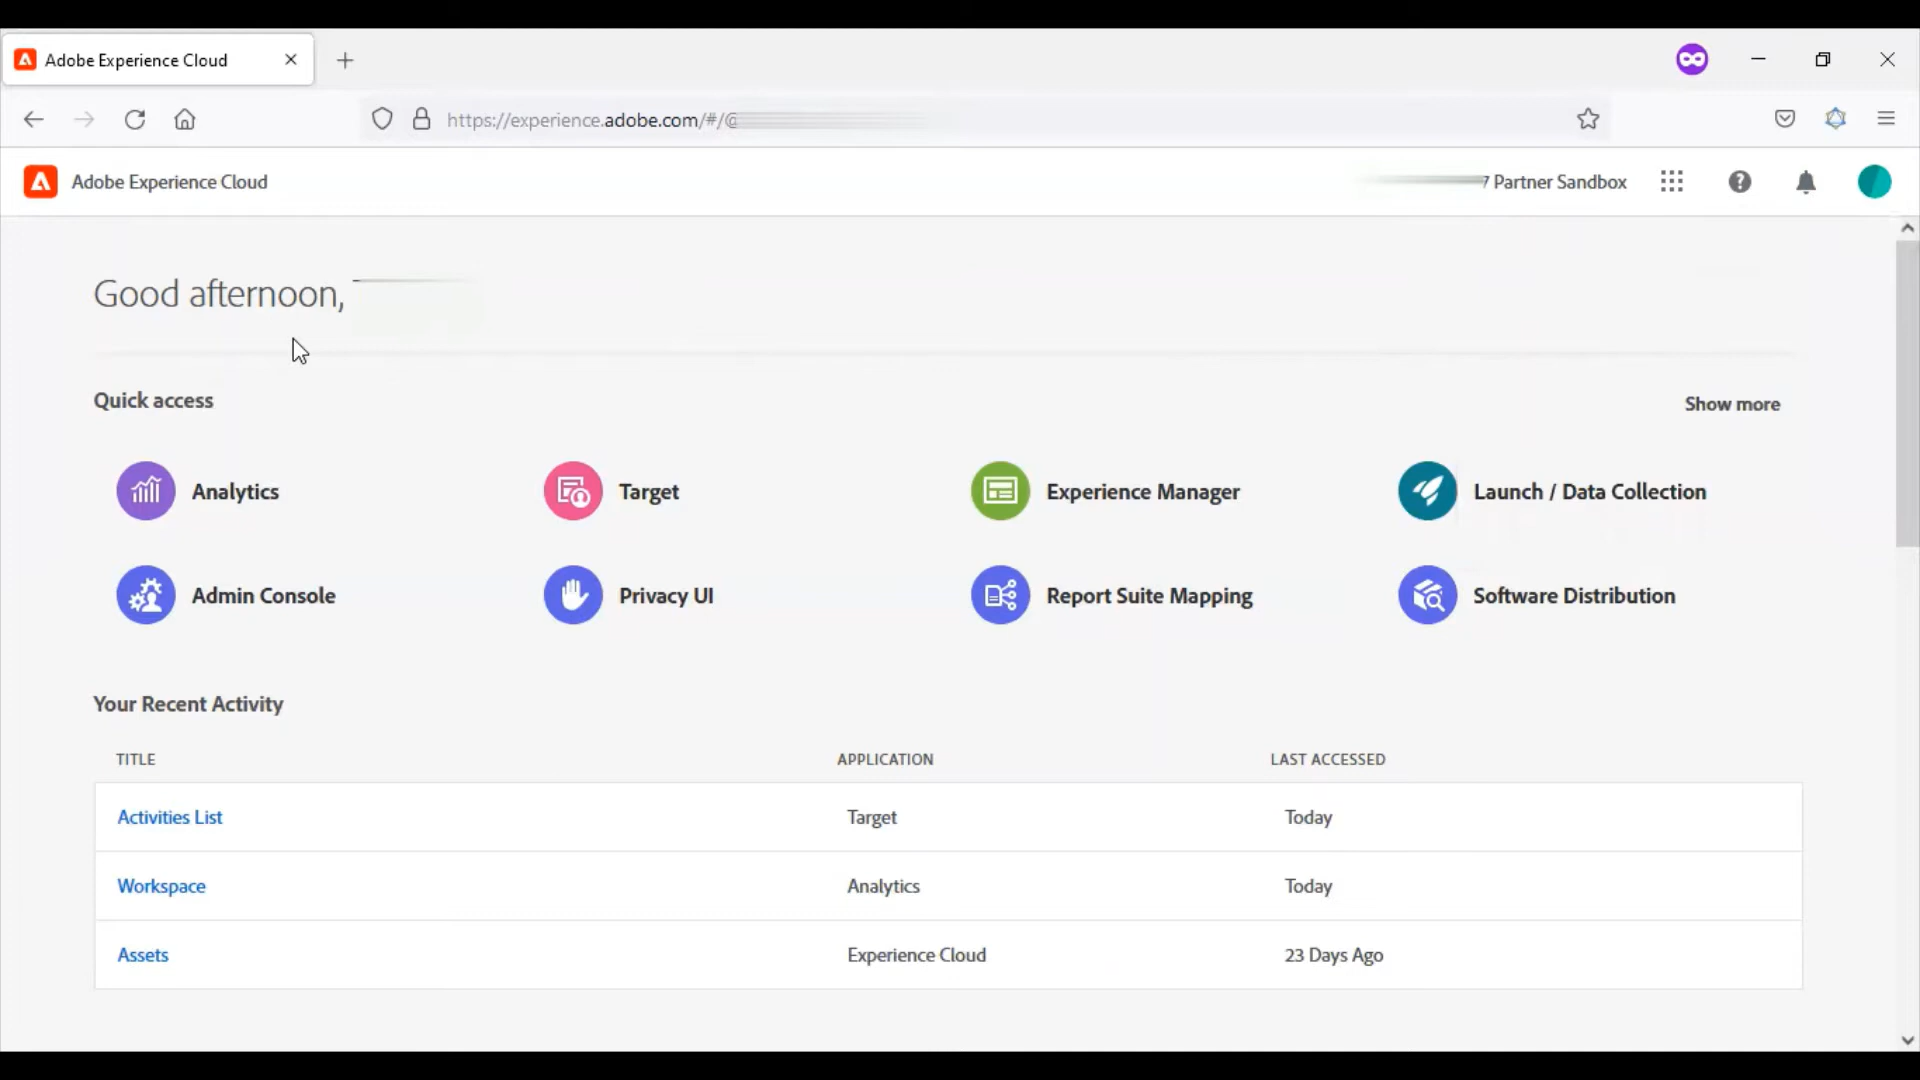 Adobe Experience Cloud
https://experience.adobe.com/#/@
Adobe Experience Cloud
7 Partner Sandbox
Good afternoon,
Quick access
Show more
Analytics
Target
Experience Manager
Launch / Data Collection
Admin Console
Privacy UI
Report Suite Mapping
Software Distribution
Your Recent Activity
TITLE APPLICATION LAST ACCESSED
Activities List Target Today
Workspace Analytics Today
Assets Experience Cloud 23 Days Ago